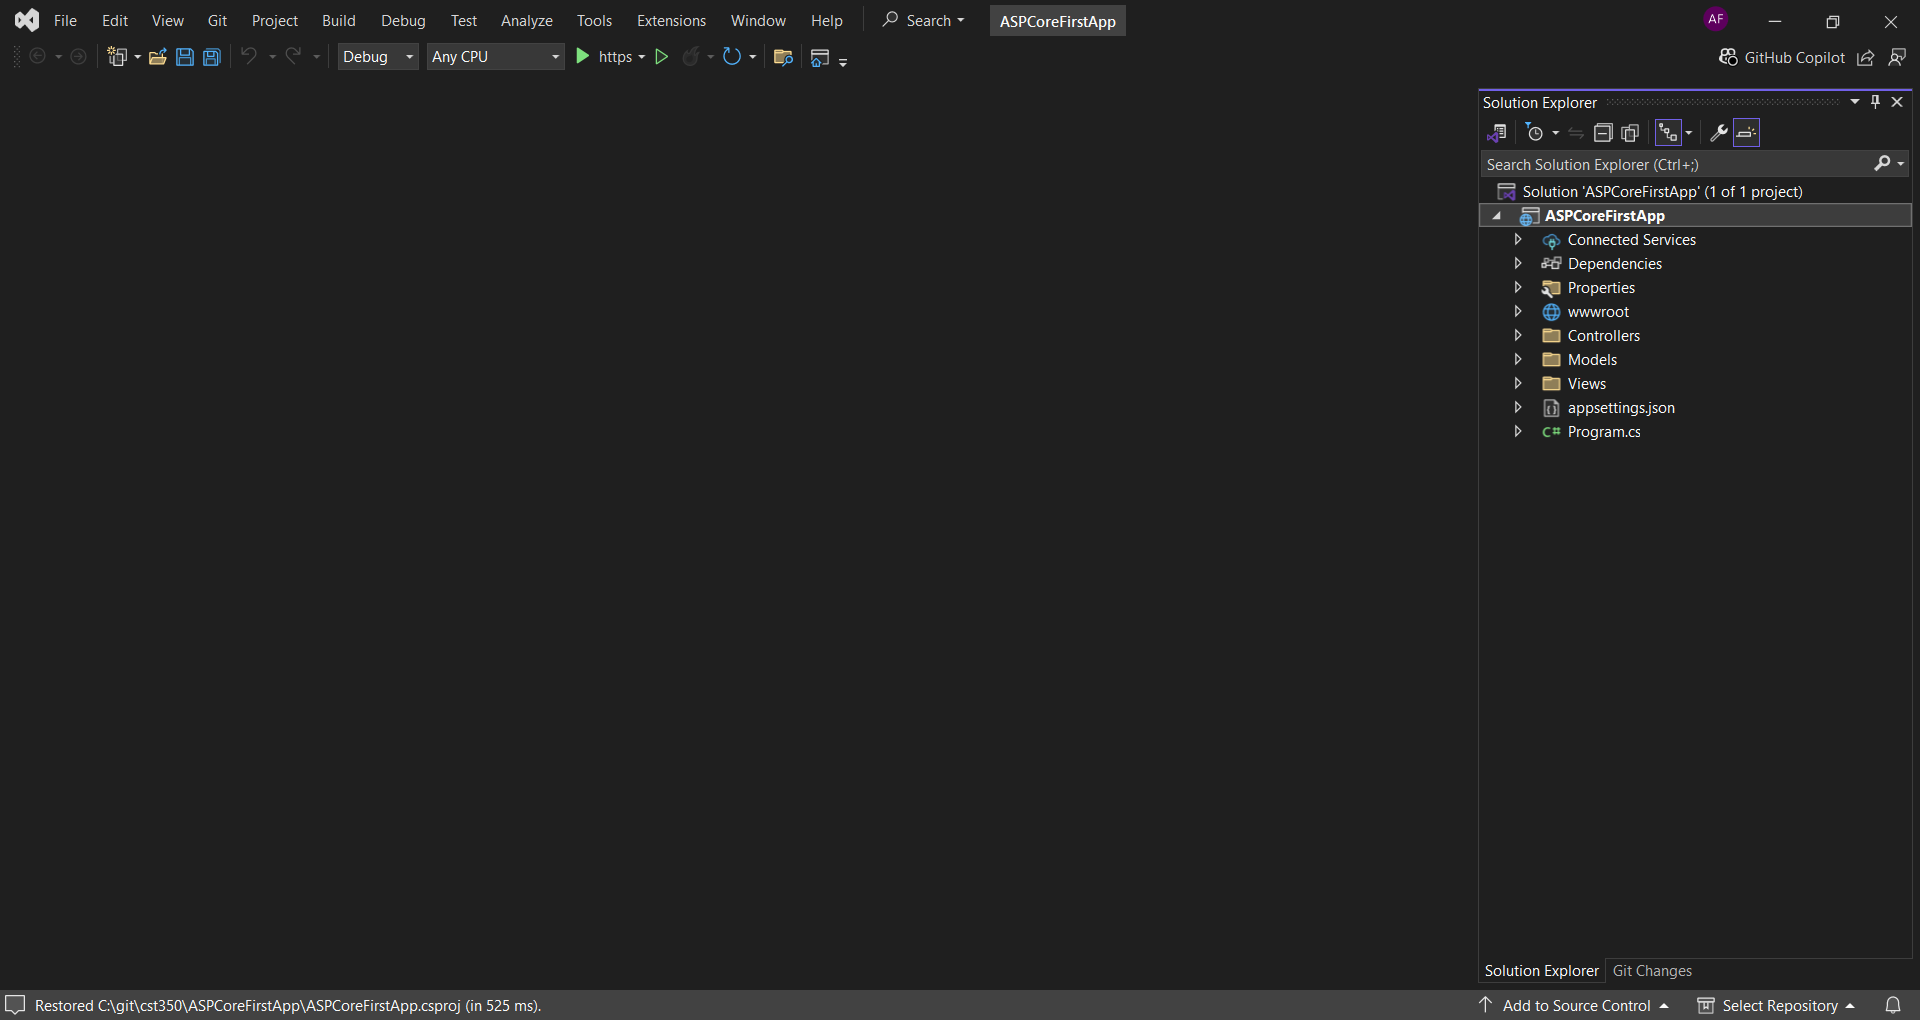 File Edit View Git Project Build Debug Test Analyze Tools Extensions Window Help Search ASPCoreFirstApp AF
Debug Any CPU https GitHub Copilot
Solution Explorer
Search Solution Explorer (Ctrl+;)
Solution 'ASPCoreFirstApp' (1 of 1 project)
ASPCoreFirstApp
Connected Services
Dependencies
Properties
wwwroot
Controllers
Models
Views
appsettings.json
C# Program.cs
Solution Explorer Git Changes
Restored C:\git\cst350\ASPCoreFirstApp\ASPCoreFirstApp.csproj (in 525 ms). Add to Source Control Select Repository